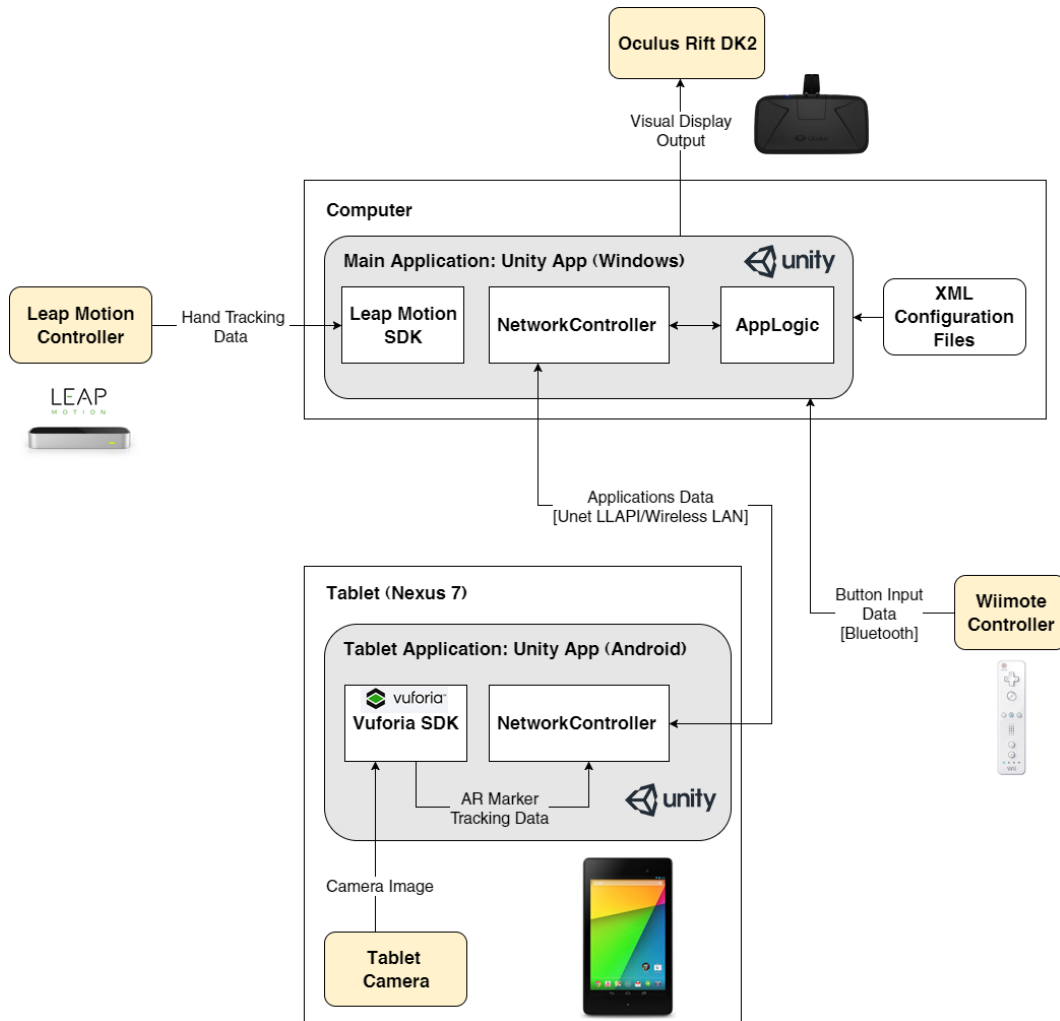 Oculus Rift DK2
Visual Display
Output
Computer
Main Application: Unity App (Windows)
unity
Leap Motion
Controller
Hand Tracking
Data
Leap Motion
SDK
NetworkController
AppLogic
XML
Configuration
Files
LEAP
MOTION
Applications Data
[Unet LLAPI/Wireless LAN]
Tablet (Nexus 7)
Button Input
Data
[Bluetooth]
Wiimote
Controller
Tablet Application: Unity App (Android)
vuforia™
Vuforia SDK
NetworkController
AR Marker
Tracking Data
unity
Wii
Camera Image
Tablet
Camera